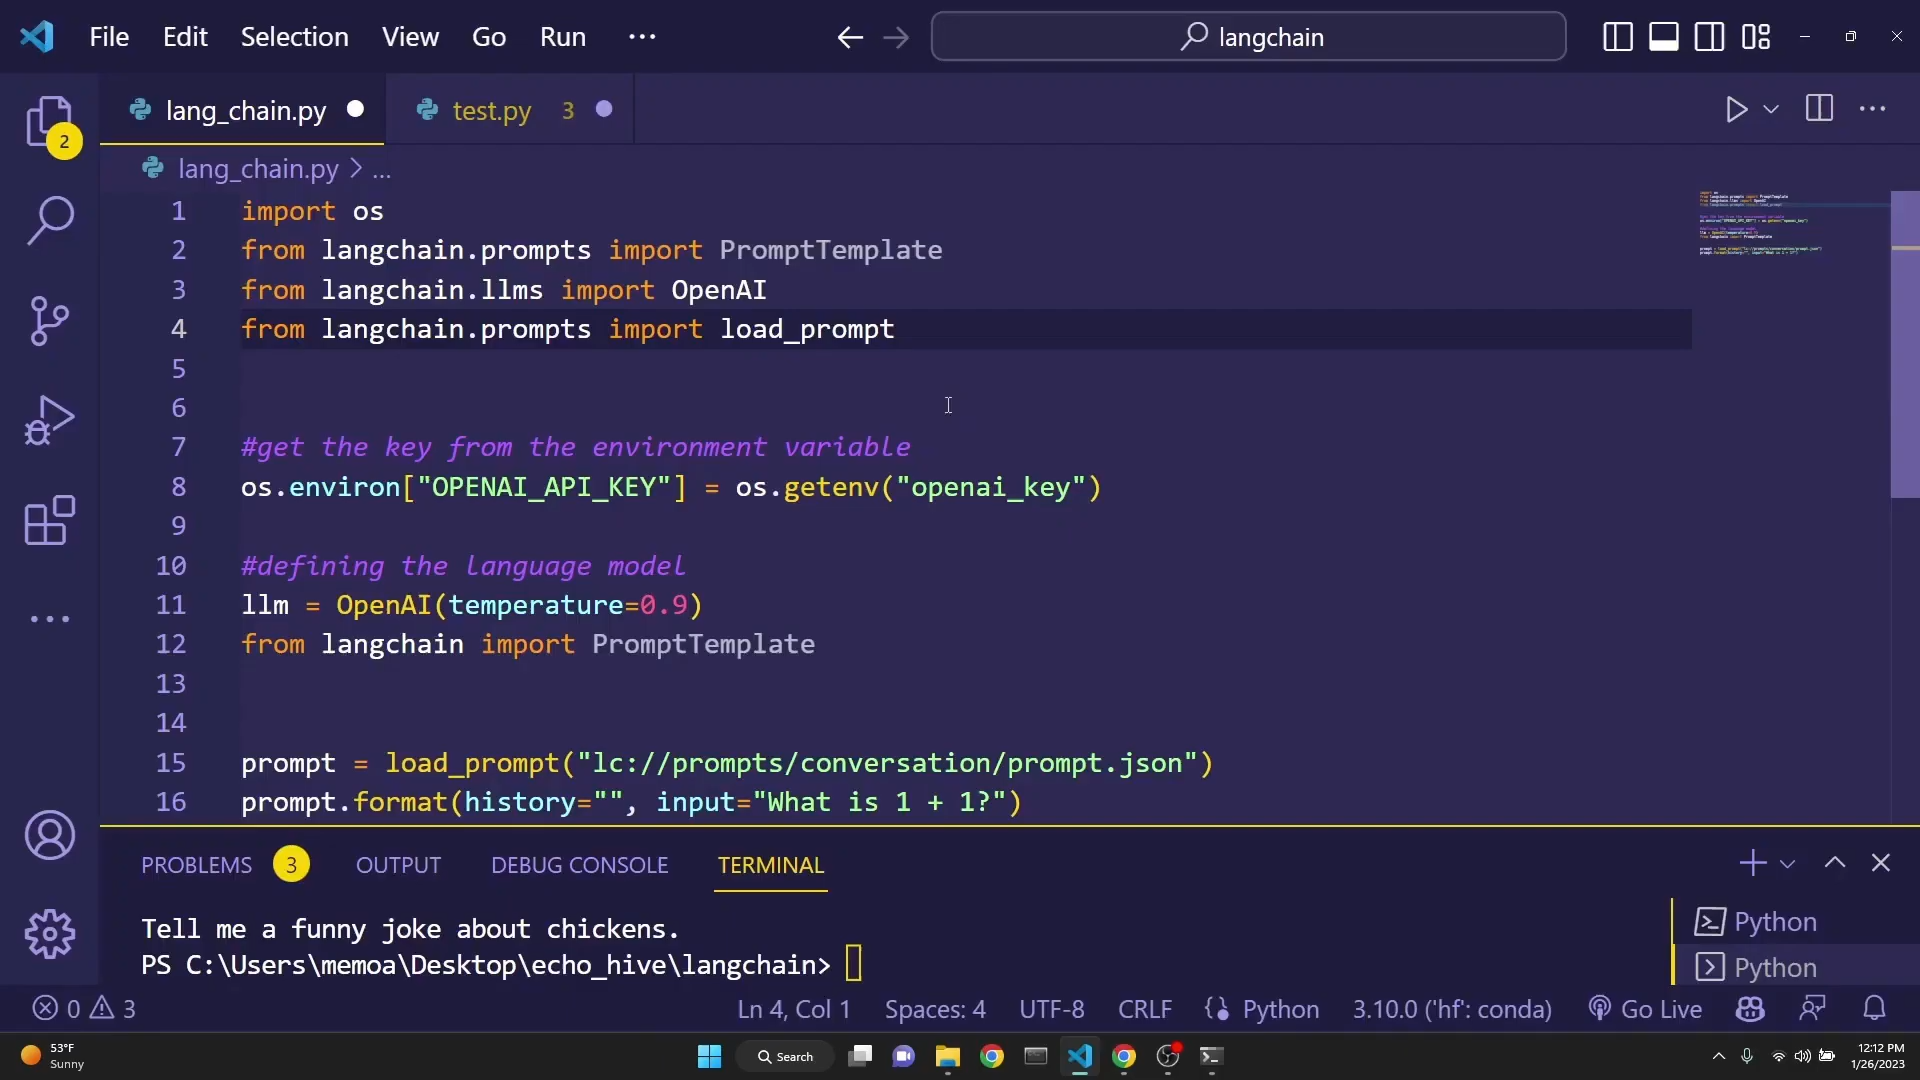 File Edit Selection View Go Run ··· langchain
lang_chain.py test.py 3
2
lang_chain.py > ...
1 import os
2 from langchain.prompts import PromptTemplate
3 from langchain.llms import OpenAI
4 from langchain.prompts import load_prompt
5
6
7 #get the key from the environment variable
8 os.environ["OPENAI_API_KEY"] = os.getenv("openai_key")
9
10 #defining the language model
11 llm = OpenAI(temperature=0.9)
12 from langchain import PromptTemplate
13
14
15 prompt = load_prompt("lc://prompts/conversation/prompt.json")
16 prompt.format(history="", input="What is 1 + 1?")
PROBLEMS 3 OUTPUT DEBUG CONSOLE TERMINAL
Tell me a funny joke about chickens.
PS C:\Users\memoa\Desktop\echo_hive\langchain>
Python
Python
0 3 Ln 4, Col 1 Spaces: 4 UTF-8 CRLF Python 3.10.0 ('hf': conda) Go Live
53°F
Sunny
Search
12:12 PM
1/26/2023